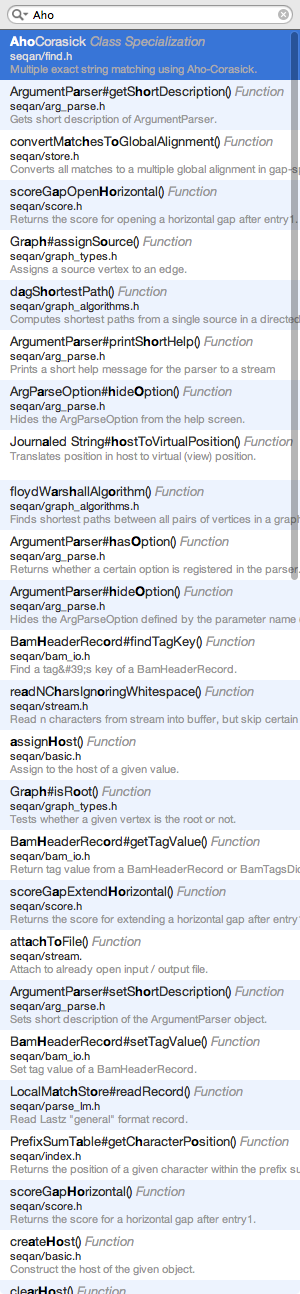 Aho
AhoCorasick Class Specialization
seqan/find.h
Multiple exact string matching using Aho-Corasick.
ArgumentParser#getShortDescription() Function
seqan/arg_parse.h
Gets short description of ArgumentParser.
convertMatchesToGlobalAlignment() Function
seqan/store.h
Converts all matches to a multiple global alignment in gap-s
scoreGapOpenHorizontal() Function
seqan/score.h
Returns the score for opening a horizontal gap after entry1.
Graph#assignSource() Function
seqan/graph_types.h
Assigns a source vertex to an edge.
dagShortestPath() Function
seqan/graph_algorithms.h
Computes shortest paths from a single source in a directed
ArgumentParser#printShortHelp() Function
seqan/arg_parse.h
Prints a short help message for the parser to a stream
ArgParseOption#hideOption() Function
seqan/arg_parse.h
Hides the ArgParseOption from the help screen.
Journaled String#hostToVirtualPosition() Function
Translates position in host to virtual (view) position.
floydWarshallAlgorithm() Function
seqan/graph_algorithms.h
Finds shortest paths between all pairs of vertices in a grap
ArgumentParser#hasOption() Function
seqan/arg_parse.h
Returns whether a certain option is registered in the parser.
ArgumentParser#hideOption() Function
seqan/arg_parse.h
Hides the ArgParseOption defined by the parameter name
BamHeaderRecord#findTagKey() Function
seqan/bam_io.h
Find a tag&#39;s key of a BamHeaderRecord.
readNCharsIgnoringWhitespace() Function
seqan/stream.h
Read n characters from stream into buffer, but skip certain
assignHost() Function
seqan/basic.h
Assign to the host of a given value.
Graph#isRoot() Function
seqan/graph_types.h
Tests whether a given vertex is the root or not.
BamHeaderRecord#getTagValue() Function
seqan/bam_io.h
Return tag value from a BamHeaderRecord or BamTagsDic
scoreGapExtendHorizontal() Function
seqan/score.h
Returns the score for extending a horizontal gap after entry
attachToFile() Function
seqan/stream.
Attach to already open input / output file.
ArgumentParser#setShortDescription() Function
seqan/arg_parse.h
Sets short description of the ArgumentParser object.
BamHeaderRecord#setTagValue() Function
seqan/bam_io.h
Set tag value of a BamHeaderRecord.
LocalMatchStore#readRecord() Function
seqan/parse_lm.h
Read Lastz "general" format record.
PrefixSumTable#getCharacterPosition() Function
seqan/index.h
Returns the position of a given character within the prefix su
scoreGapHorizontal() Function
seqan/score.h
Returns the score for a horizontal gap after entry1.
createHost() Function
seqan/basic.h
Construct the host of the given object.
clearHost() Function